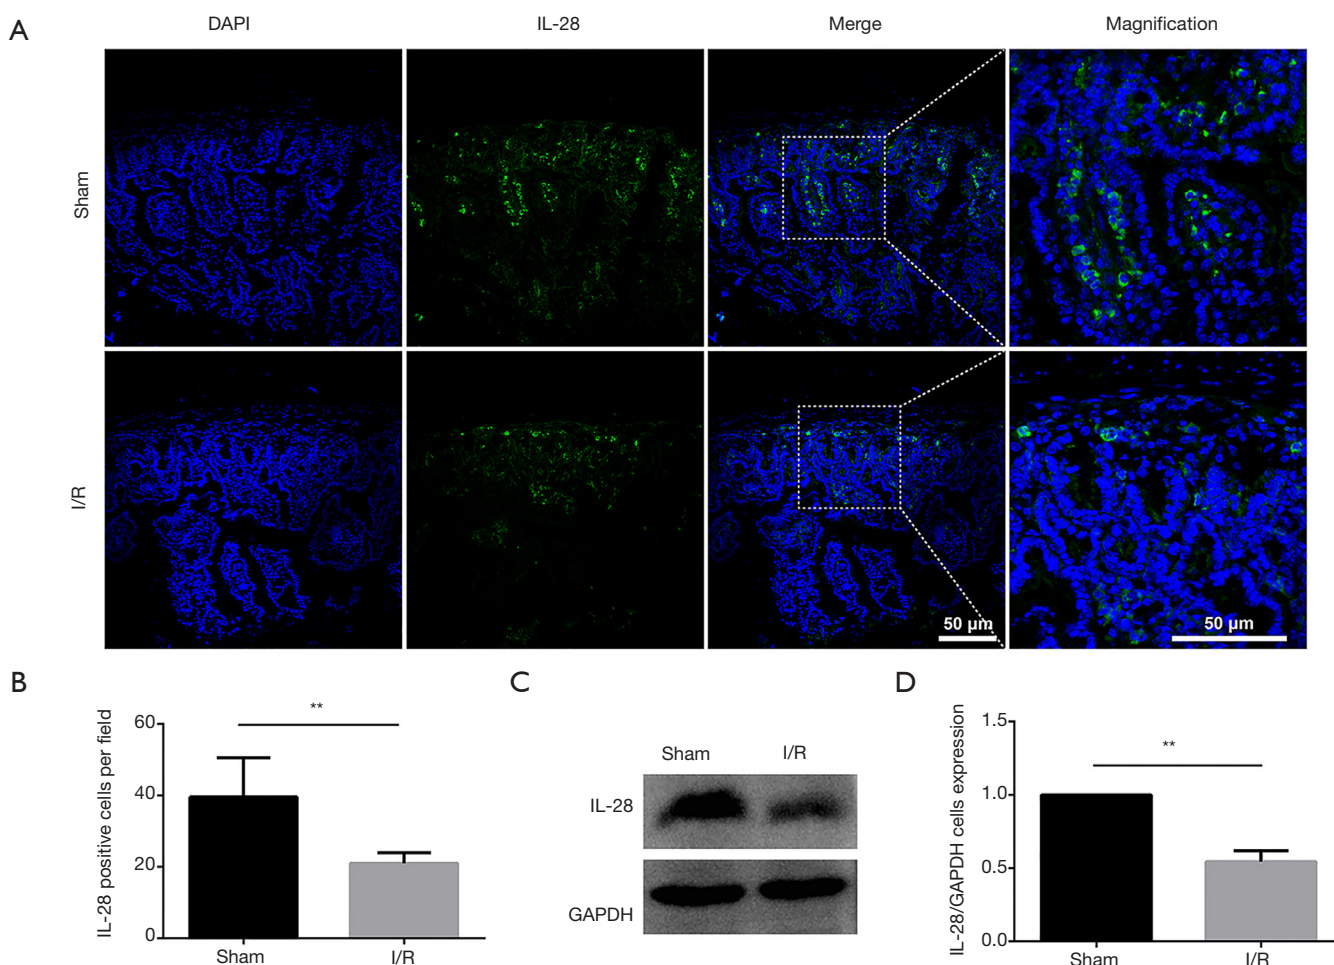 A
DAPI
IL-28
Merge
Magnification
Sham
I/R
50 μm
50 μm
B
IL-28 positive cells per field
60
40
20
0
**
Sham
I/R
C
Sham
I/R
IL-28
GAPDH
D
IL-28/GAPDH cells expression
1.5
1.0
0.5
0.0
**
Sham
I/R